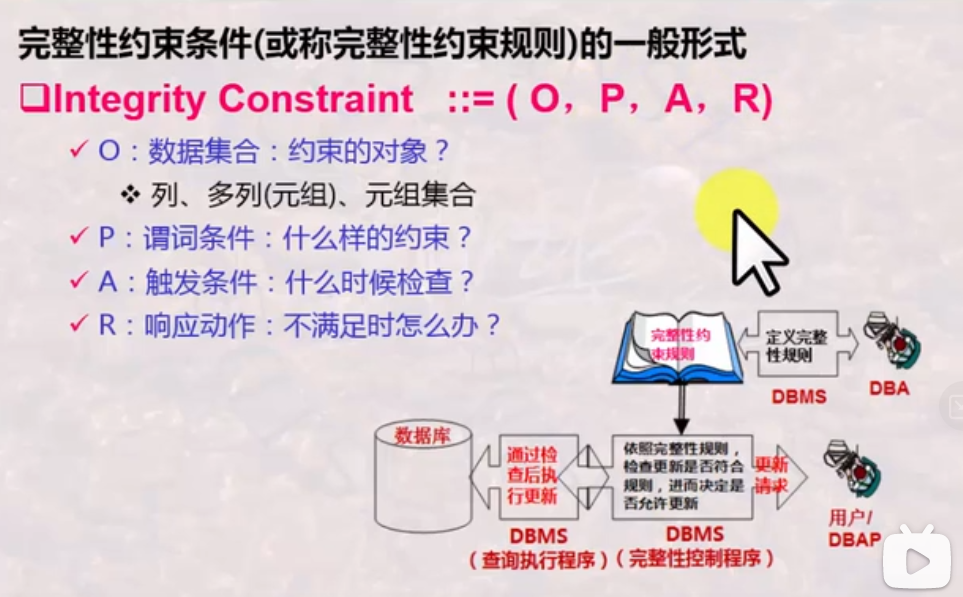 完整性约束条件(或称完整性约束规则)的一般形式
❑Integrity Constraint ::= ( O，P，A，R)
✓ O：数据集合：约束的对象？
❖ 列、多列(元组)、元组集合
✓ P：谓词条件：什么样的约束？
✓ A：触发条件：什么时候检查？
✓ R：响应动作：不满足时怎么办？
完整性约
束规则
定义完整
性规则
DBMS
DBA
数据库
通过检
查后执
行更新
DBMS
(查询执行程序)
依照完整性规则，
检查更新是否符合
规则，进而决定是
否允许更新
DBMS
(完整性控制程序)
更新
请求
用户/
DBAP